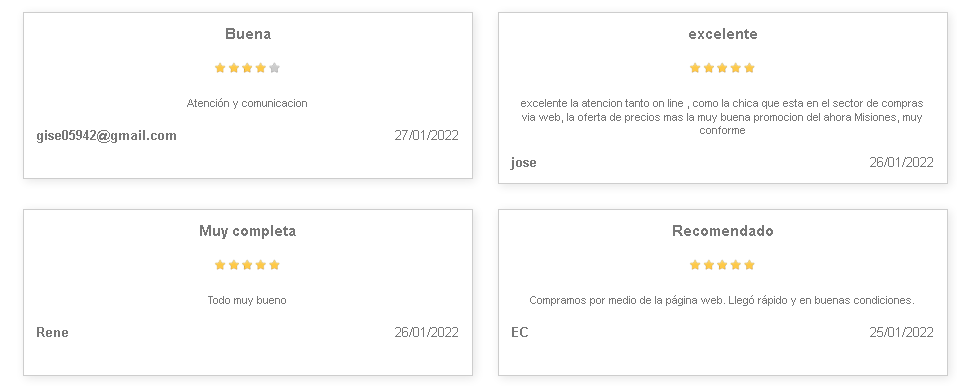 Buena
Atención y comunicacion
gise05942@gmail.com 27/01/2022
excelente
excelente la atencion tanto on line , como la chica que esta en el sector de compras
via web, la oferta de precios mas la muy buena promocion del ahora Misiones, muy
conforme
jose 26/01/2022
Muy completa
Todo muy bueno
Rene 26/01/2022
Recomendado
Compramos por medio de la página web. Llegó rápido y en buenas condiciones.
EC 25/01/2022